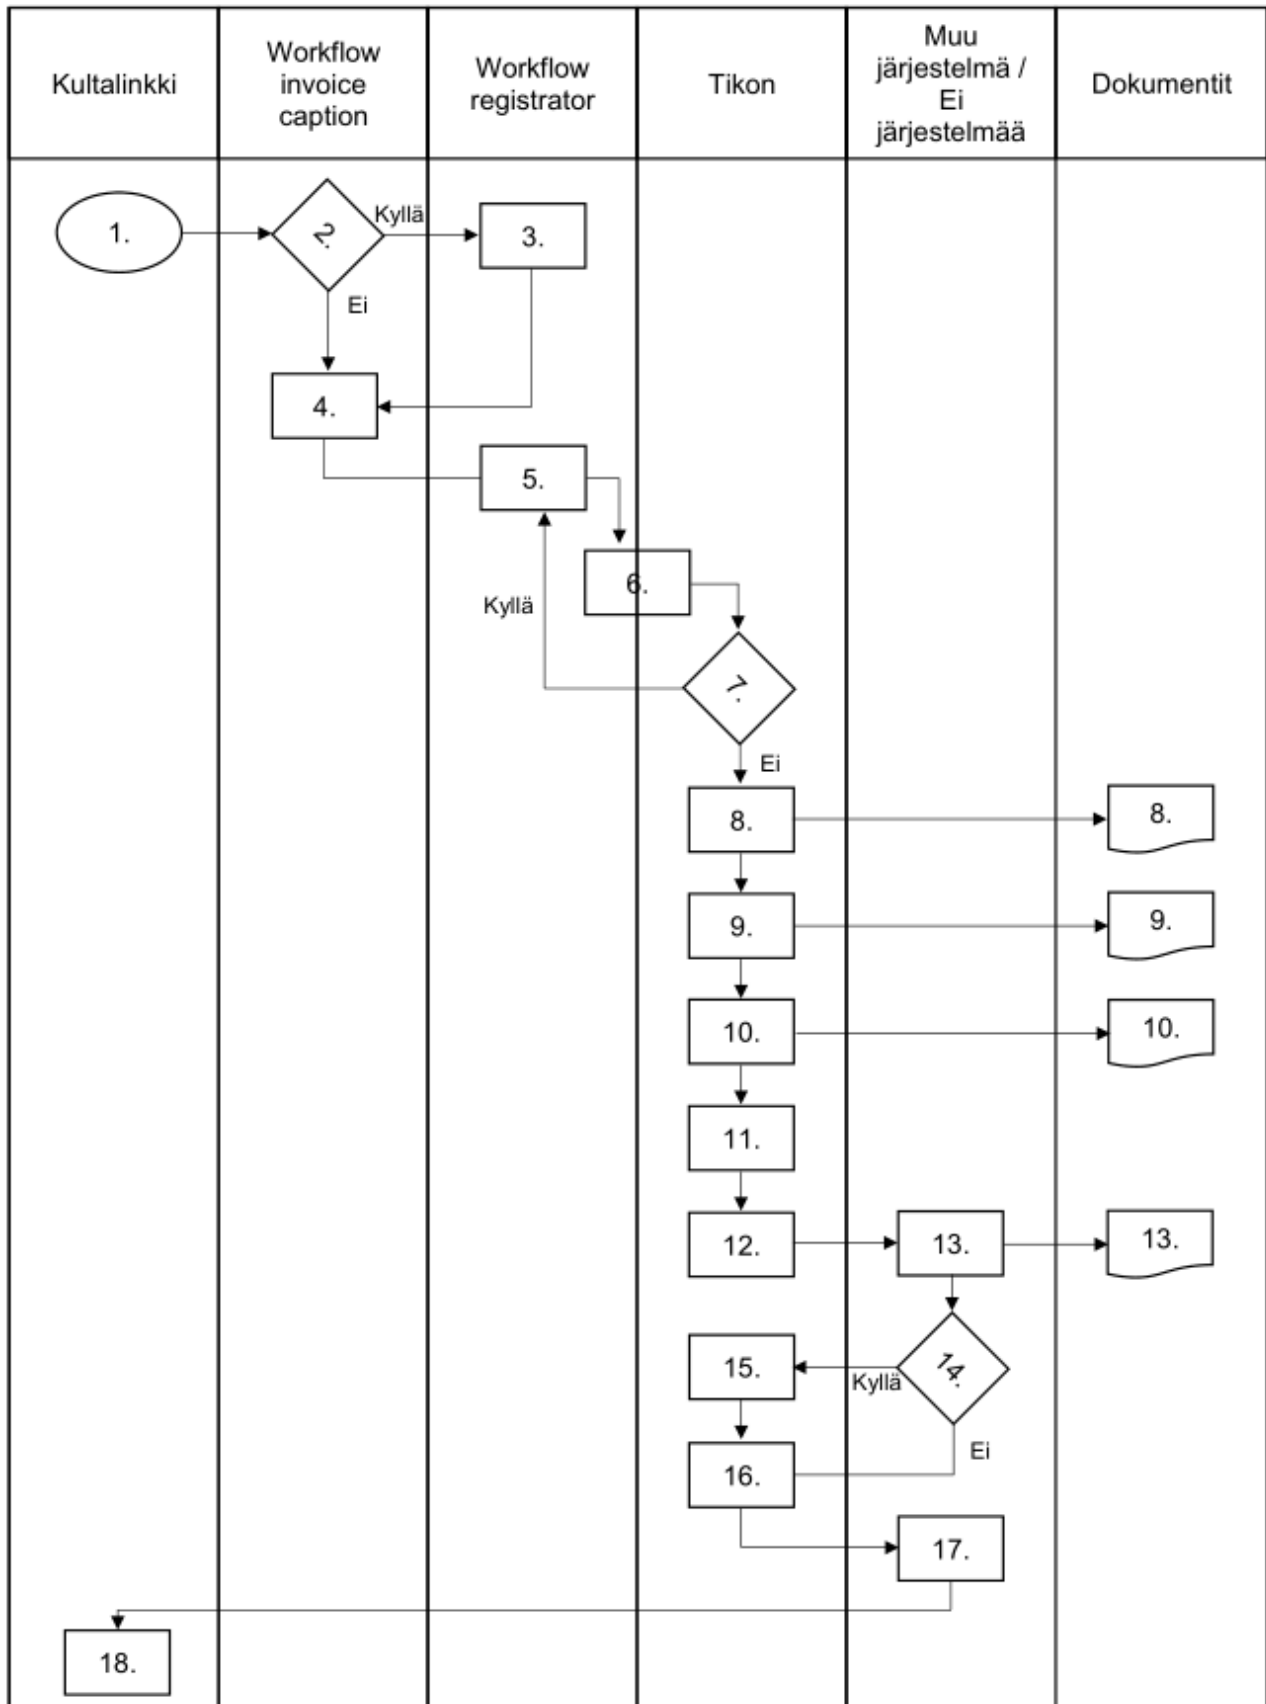 Kultalinkki
Workflow
invoice
caption
Workflow
registrator
Tikon
Muu
järjestelmä /
Ei
järjestelmää
Dokumentit
1.
2.
Kyllä
3.
Ei
4.
5.
6.
Kyllä
7.
Ei
8.
8.
9.
9.
10.
10.
11.
12.
13.
13.
14.
Kyllä
15.
Ei
16.
17.
18.